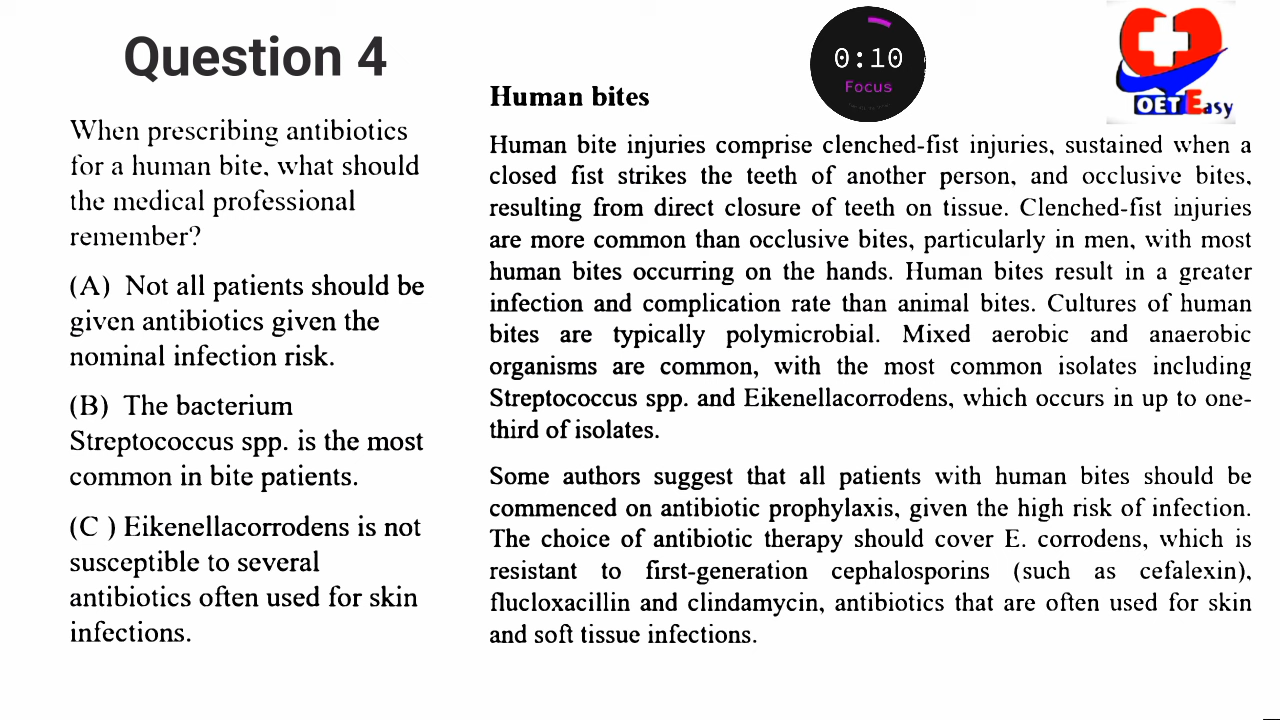 Question 4
When prescribing antibiotics
for a human bite, what should
the medical professional
remember?
(A) Not all patients should be
given antibiotics given the
nominal infection risk.
(B) The bacterium
Streptococcus spp. is the most
common in bite patients.
(C ) Eikenellacorrodens is not
susceptible to several
antibiotics often used for skin
infections.
0:10
Focus
OET Easy
Human bites
Human bite injuries comprise clenched-fist injuries, sustained when a
closed fist strikes the teeth of another person, and occlusive bites,
resulting from direct closure of teeth on tissue. Clenched-fist injuries
are more common than occlusive bites, particularly in men, with most
human bites occurring on the hands. Human bites result in a greater
infection and complication rate than animal bites. Cultures of human
bites are typically polymicrobial. Mixed aerobic and anaerobic
organisms are common, with the most common isolates including
Streptococcus spp. and Eikenellacorrodens, which occurs in up to one-
third of isolates.
Some authors suggest that all patients with human bites should be
commenced on antibiotic prophylaxis, given the high risk of infection.
The choice of antibiotic therapy should cover E. corrodens, which is
resistant to first-generation cephalosporins (such as cefalexin),
flucloxacillin and clindamycin, antibiotics that are often used for skin
and soft tissue infections.